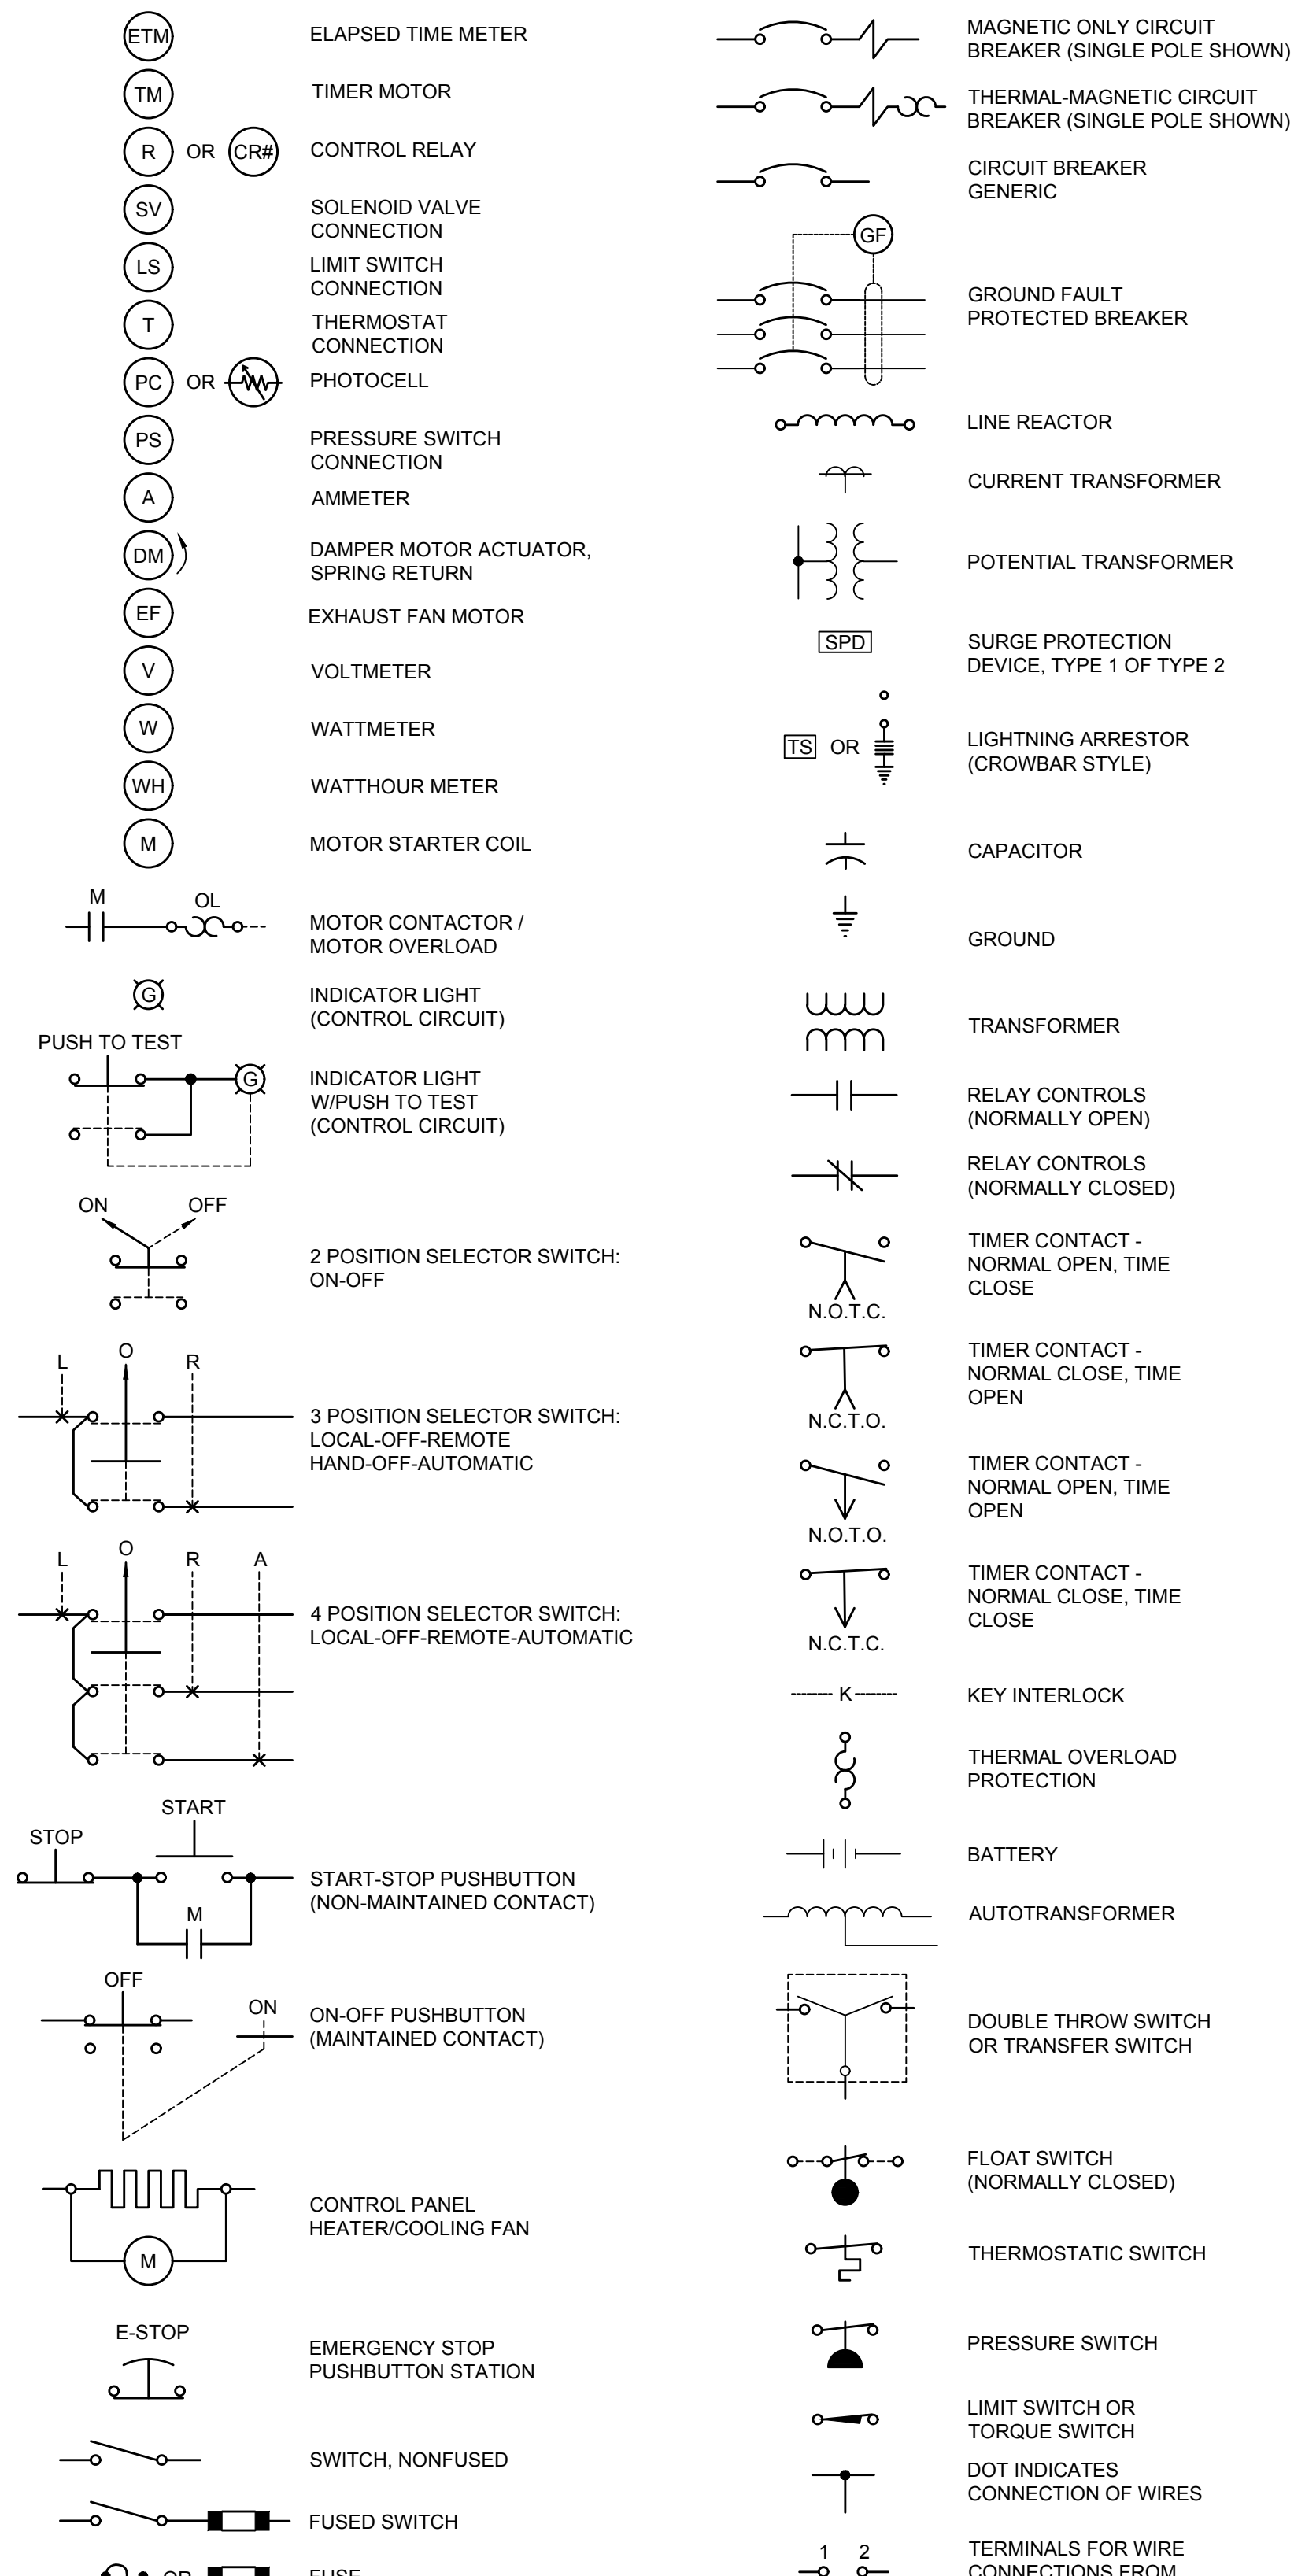 ETM
ELAPSED TIME METER
TM
TIMER MOTOR
R OR CR#
CONTROL RELAY
SV
SOLENOID VALVE
CONNECTION
LS
LIMIT SWITCH
CONNECTION
T
THERMOSTAT
CONNECTION
PC OR
PHOTOCELL
PS
PRESSURE SWITCH
CONNECTION
A
AMMETER
DM
DAMPER MOTOR ACTUATOR,
SPRING RETURN
EF
EXHAUST FAN MOTOR
V
VOLTMETER
W
WATTMETER
WH
WATTHOUR METER
M
MOTOR STARTER COIL
M OL
MOTOR CONTACTOR /
MOTOR OVERLOAD
G
INDICATOR LIGHT
(CONTROL CIRCUIT)
PUSH TO TEST
G
INDICATOR LIGHT
W/PUSH TO TEST
(CONTROL CIRCUIT)
ON OFF
2 POSITION SELECTOR SWITCH:
ON-OFF
L O R
3 POSITION SELECTOR SWITCH:
LOCAL-OFF-REMOTE
HAND-OFF-AUTOMATIC
L O R A
4 POSITION SELECTOR SWITCH:
LOCAL-OFF-REMOTE-AUTOMATIC
START
STOP
M
START-STOP PUSHBUTTON
(NON-MAINTAINED CONTACT)
OFF
ON
ON-OFF PUSHBUTTON
(MAINTAINED CONTACT)
M
CONTROL PANEL
HEATER/COOLING FAN
E-STOP
EMERGENCY STOP
PUSHBUTTON STATION
SWITCH, NONFUSED
FUSED SWITCH
OR
FUSE
MAGNETIC ONLY CIRCUIT
BREAKER (SINGLE POLE SHOWN)
THERMAL-MAGNETIC CIRCUIT
BREAKER (SINGLE POLE SHOWN)
CIRCUIT BREAKER
GENERIC
GF
GROUND FAULT
PROTECTED BREAKER
LINE REACTOR
CURRENT TRANSFORMER
POTENTIAL TRANSFORMER
SPD
SURGE PROTECTION
DEVICE, TYPE 1 OF TYPE 2
TS OR
LIGHTNING ARRESTOR
(CROWBAR STYLE)
CAPACITOR
GROUND
TRANSFORMER
RELAY CONTROLS
(NORMALLY OPEN)
RELAY CONTROLS
(NORMALLY CLOSED)
N.O.T.C.
TIMER CONTACT -
NORMAL OPEN, TIME
CLOSE
N.C.T.O.
TIMER CONTACT -
NORMAL CLOSE, TIME
OPEN
N.O.T.O.
TIMER CONTACT -
NORMAL OPEN, TIME
OPEN
N.C.T.C.
TIMER CONTACT -
NORMAL CLOSE, TIME
CLOSE
K
KEY INTERLOCK
THERMAL OVERLOAD
PROTECTION
BATTERY
AUTOTRANSFORMER
DOUBLE THROW SWITCH
OR TRANSFER SWITCH
FLOAT SWITCH
(NORMALLY CLOSED)
THERMOSTATIC SWITCH
PRESSURE SWITCH
LIMIT SWITCH OR
TORQUE SWITCH
DOT INDICATES
CONNECTION OF WIRES
1 2
TERMINALS FOR WIRE
CONNECTIONS FROM